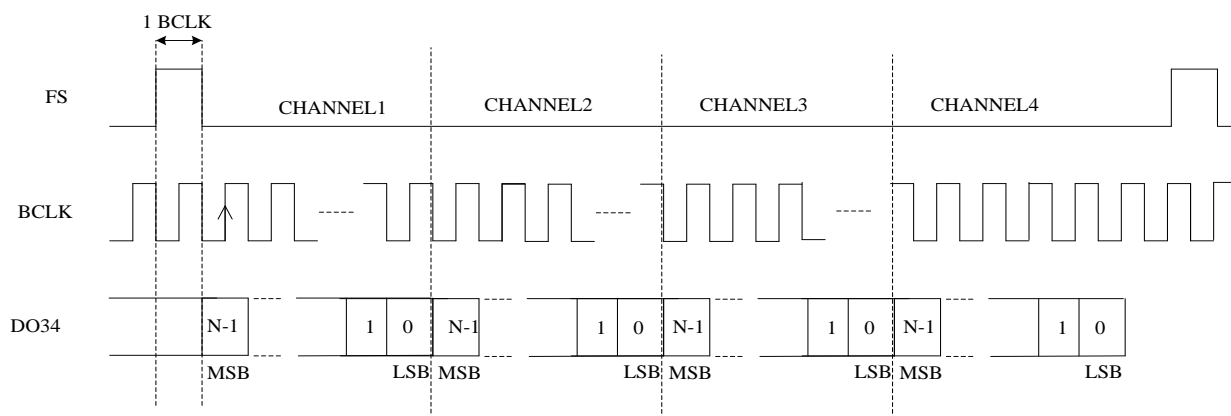 1 BCLK
FS
CHANNEL1 CHANNEL2 CHANNEL3 CHANNEL4
BCLK
DO34
N-1 1 0 N-1 1 0 N-1 1 0 N-1 1 0
MSB LSB MSB LSB MSB LSB MSB LSB